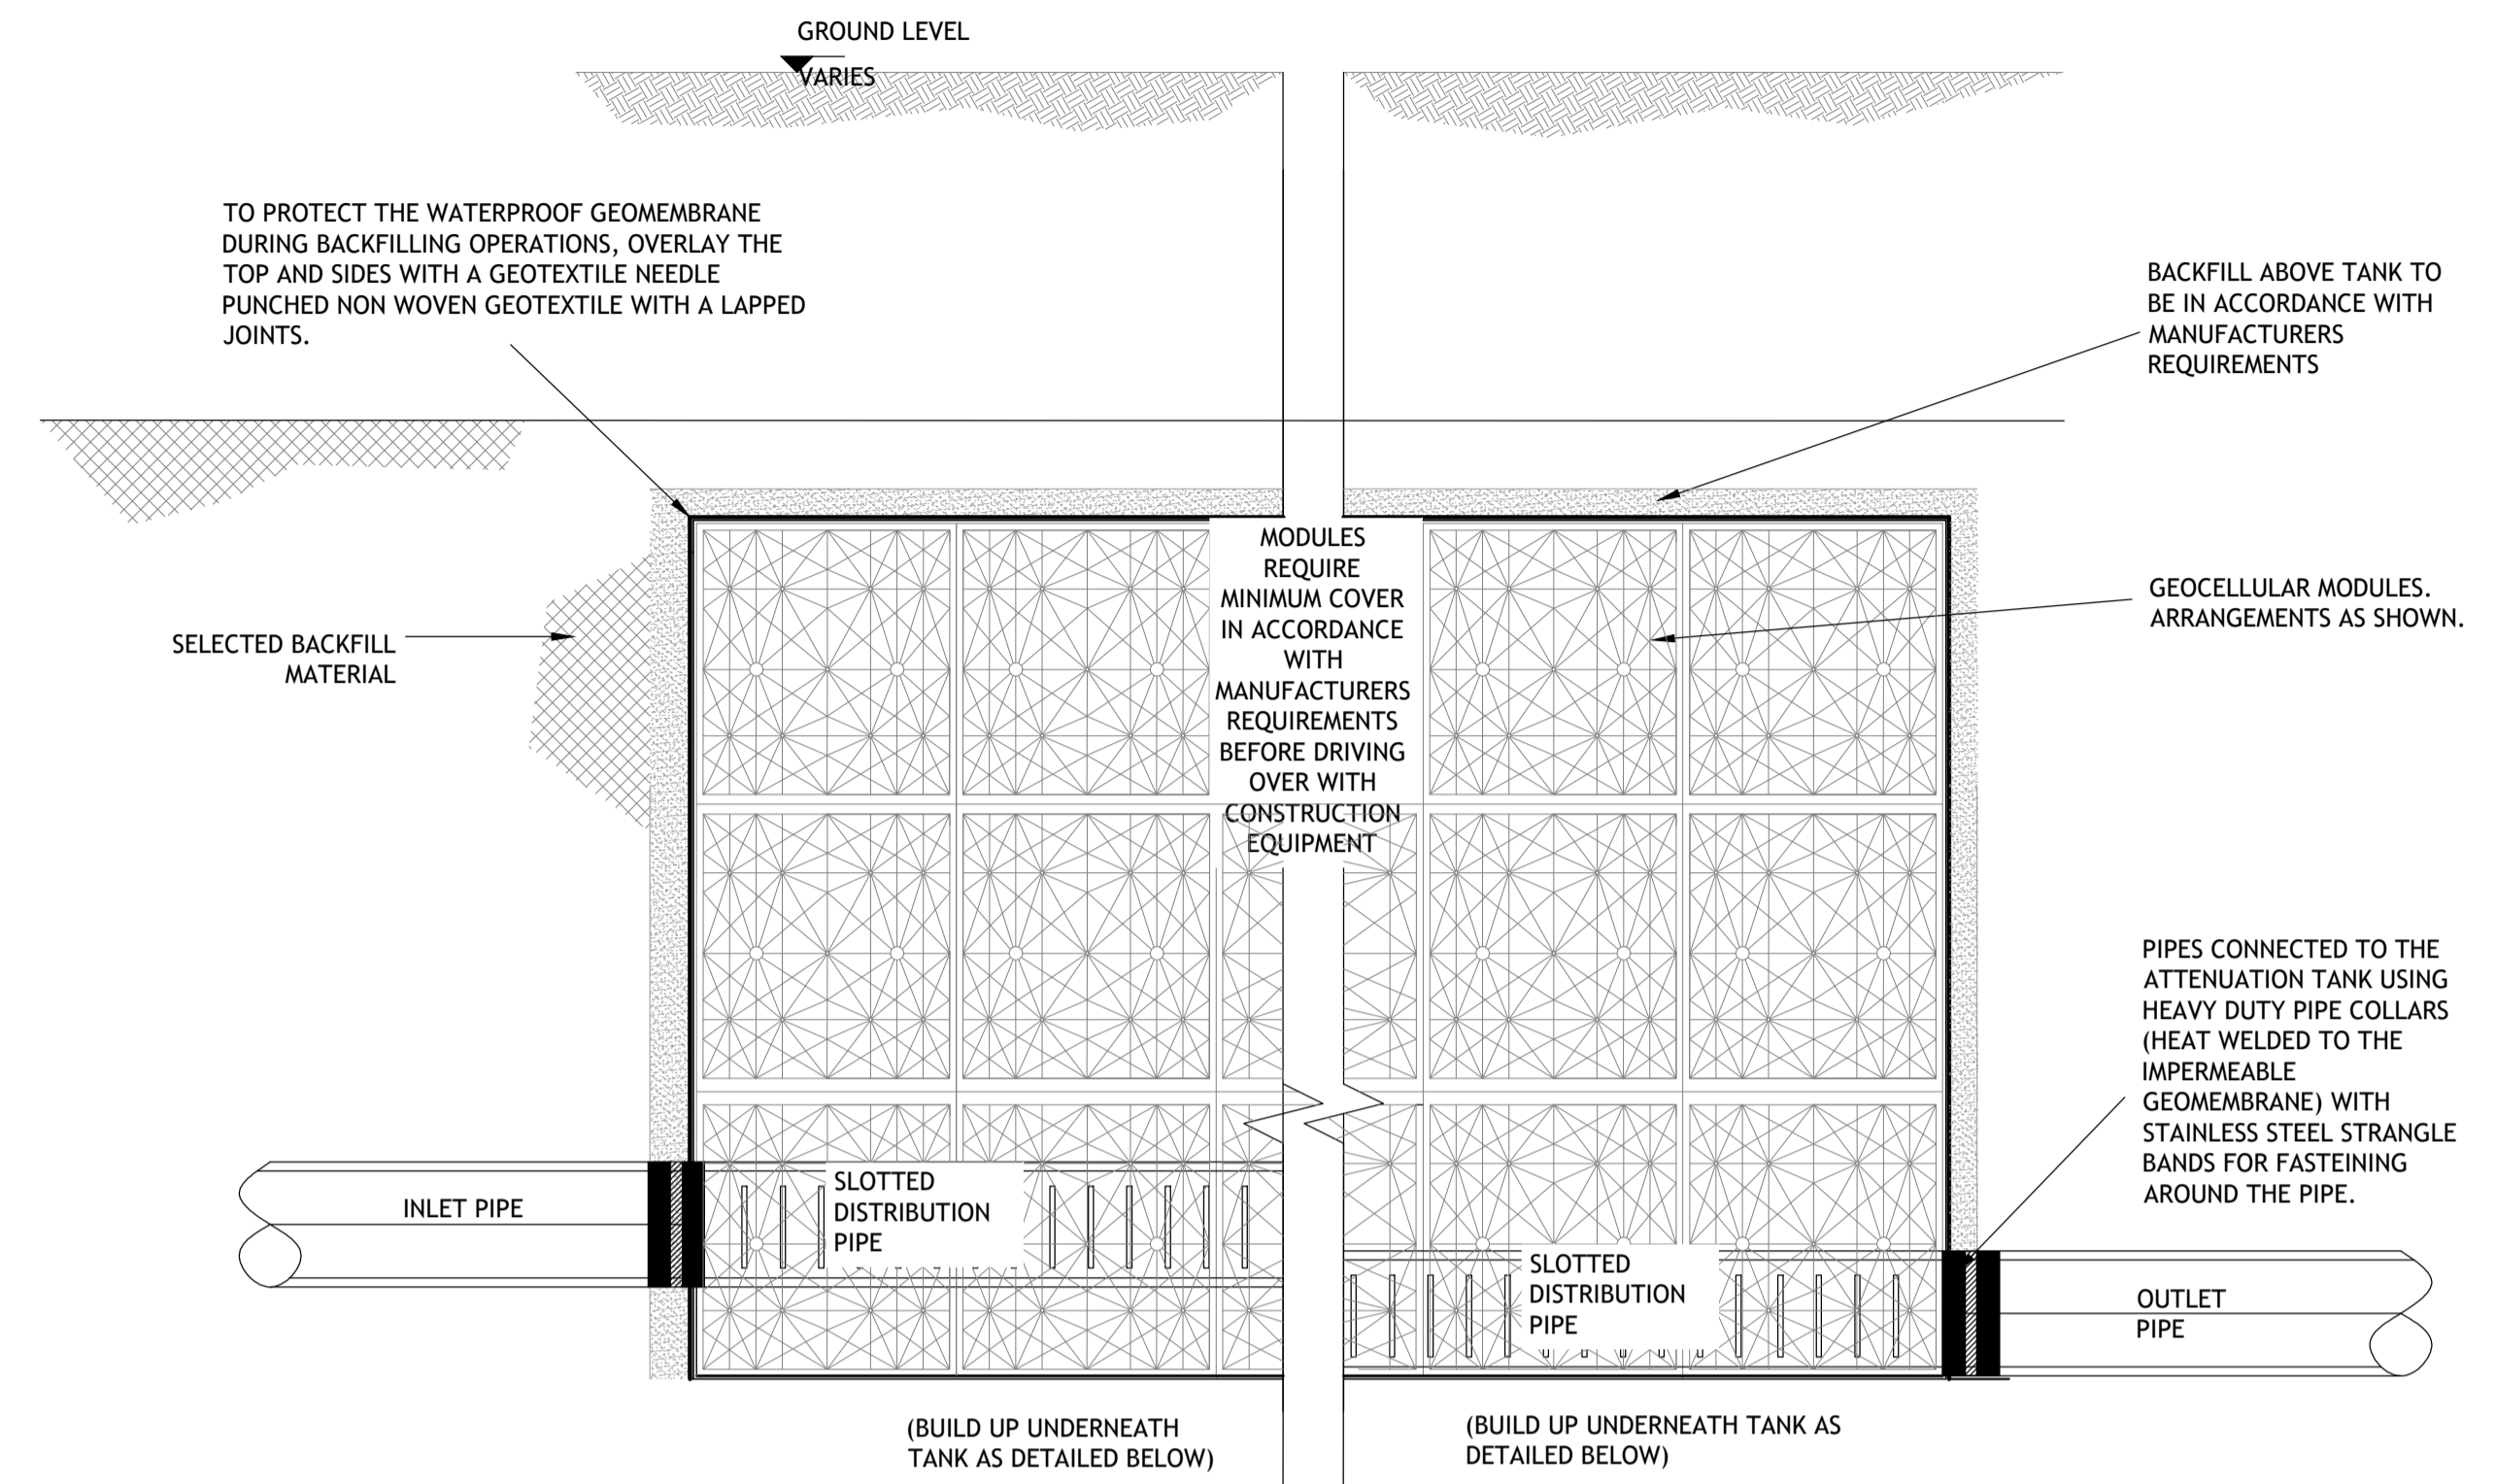 GROUND LEVEL
VARIES
TO PROTECT THE WATERPROOF GEOMEMBRANE
DURING BACKFILLING OPERATIONS, OVERLAY THE
TOP AND SIDES WITH A GEOTEXTILE NEEDLE
PUNCHED NON WOVEN GEOTEXTILE WITH A LAPPED
JOINTS.
BACKFILL ABOVE TANK TO
BE IN ACCORDANCE WITH
MANUFACTURERS
REQUIREMENTS
MODULES
REQUIRE
MINIMUM COVER
IN ACCORDANCE
WITH
MANUFACTURERS
REQUIREMENTS
BEFORE DRIVING
OVER WITH
CONSTRUCTION
EQUIPMENT
GEOCELLULAR MODULES.
ARRANGEMENTS AS SHOWN.
SELECTED BACKFILL
MATERIAL
PIPES CONNECTED TO THE
ATTENUATION TANK USING
HEAVY DUTY PIPE COLLARS
(HEAT WELDED TO THE
IMPERMEABLE
GEOMEMBRANE) WITH
STAINLESS STEEL STRANGLE
BANDS FOR FASTEINING
AROUND THE PIPE.
INLET PIPE
SLOTTED
DISTRIBUTION
PIPE
SLOTTED
DISTRIBUTION
PIPE
OUTLET
PIPE
(BUILD UP UNDERNEATH
TANK AS DETAILED BELOW)
(BUILD UP UNDERNEATH TANK AS
DETAILED BELOW)